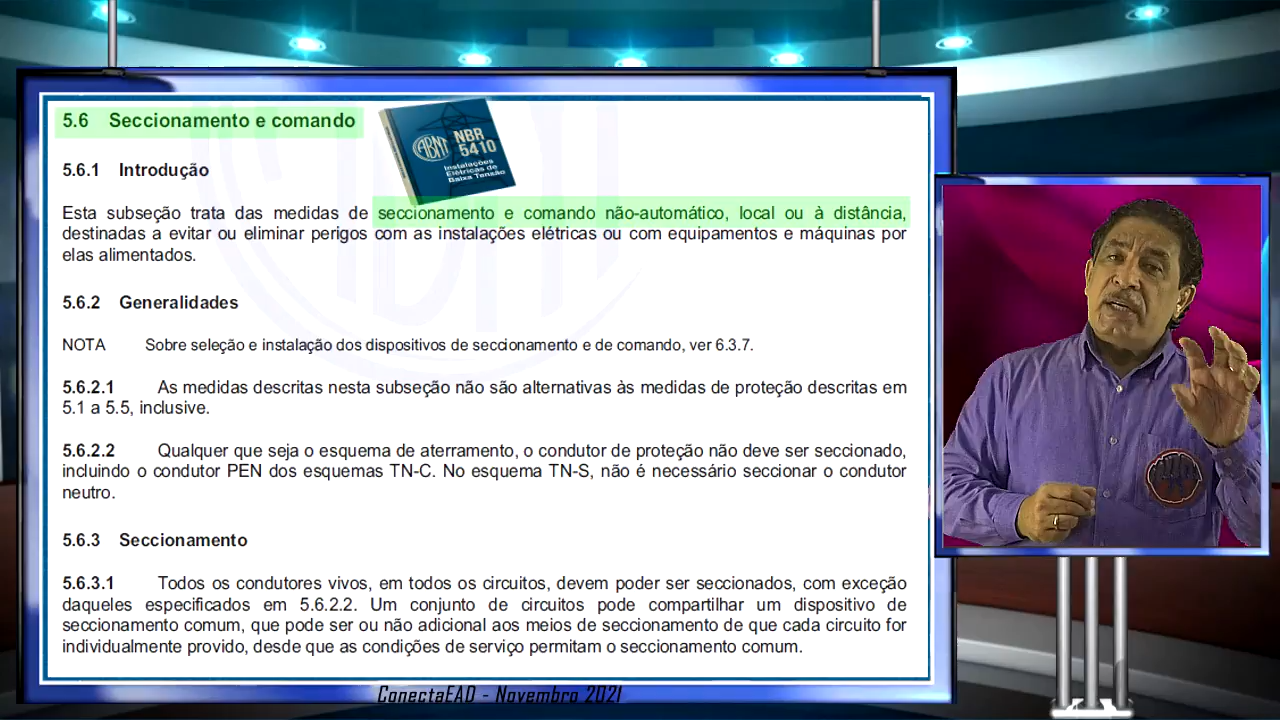 5.6 Seccionamento e comando
ABNT
NBR
5410
Instalações
Elétricas de
Baixa Tensão
5.6.1 Introdução
Esta subseção trata das medidas de seccionamento e comando não-automático, local ou à distância,
destinadas a evitar ou eliminar perigos com as instalações elétricas ou com equipamentos e máquinas por
elas alimentados.
5.6.2 Generalidades
NOTA Sobre seleção e instalação dos dispositivos de seccionamento e de comando, ver 6.3.7.
5.6.2.1 As medidas descritas nesta subseção não são alternativas às medidas de proteção descritas em
5.1 a 5.5, inclusive.
5.6.2.2 Qualquer que seja o esquema de aterramento, o condutor de proteção não deve ser seccionado,
incluindo o condutor PEN dos esquemas TN-C. No esquema TN-S, não é necessário seccionar o condutor
neutro.
5.6.3 Seccionamento
5.6.3.1 Todos os condutores vivos, em todos os circuitos, devem poder ser seccionados, com exceção
daqueles especificados em 5.6.2.2. Um conjunto de circuitos pode compartilhar um dispositivo de
seccionamento comum, que pode ser ou não adicional aos meios de seccionamento de que cada circuito for
individualmente provido, desde que as condições de serviço permitam o seccionamento comum.
ConectaEAD - Novembro 2021